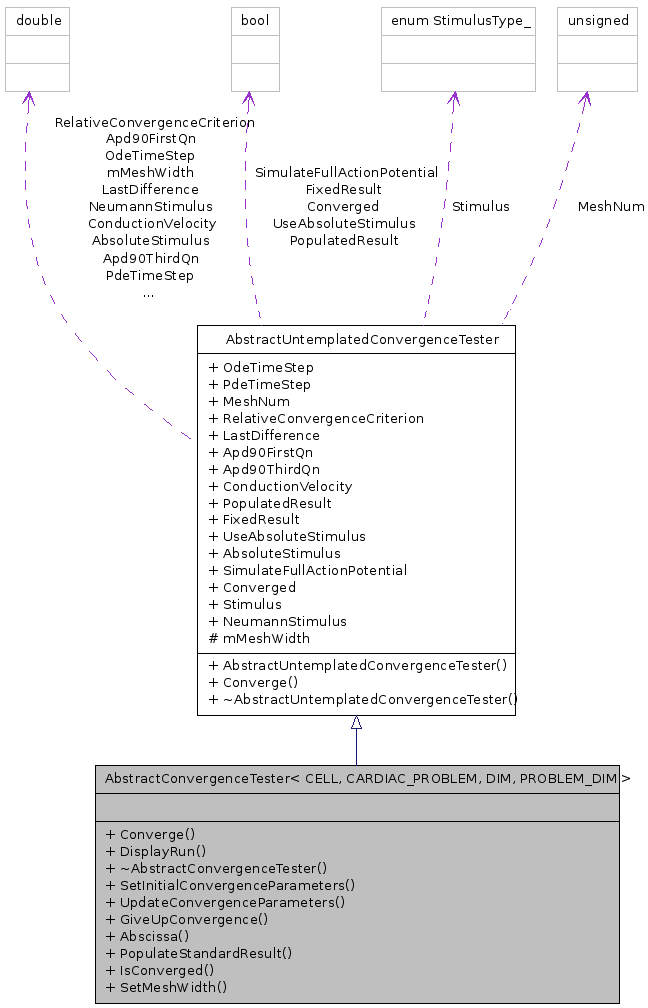 double
bool
enum StimulusType_
unsigned
RelativeConvergenceCriterion
Apd90FirstQn
OdeTimeStep
mMeshWidth
LastDifference
NeumannStimulus
ConductionVelocity
AbsoluteStimulus
Apd90ThirdQn
PdeTimeStep
...
SimulateFullActionPotential
FixedResult
Converged
UseAbsoluteStimulus
PopulatedResult
Stimulus
MeshNum
AbstractUntemplatedConvergenceTester
+ OdeTimeStep
+ PdeTimeStep
+ MeshNum
+ RelativeConvergenceCriterion
+ LastDifference
+ Apd90FirstQn
+ Apd90ThirdQn
+ ConductionVelocity
+ PopulatedResult
+ FixedResult
+ UseAbsoluteStimulus
+ AbsoluteStimulus
+ SimulateFullActionPotential
+ Converged
+ Stimulus
+ NeumannStimulus
# mMeshWidth
+ AbstractUntemplatedConvergenceTester()
+ Converge()
+ ~AbstractUntemplatedConvergenceTester()
AbstractConvergenceTester< CELL, CARDIAC_PROBLEM, DIM, PROBLEM_DIM >
+ Converge()
+ DisplayRun()
+ ~AbstractConvergenceTester()
+ SetInitialConvergenceParameters()
+ UpdateConvergenceParameters()
+ GiveUpConvergence()
+ Abscissa()
+ PopulateStandardResult()
+ IsConverged()
+ SetMeshWidth()